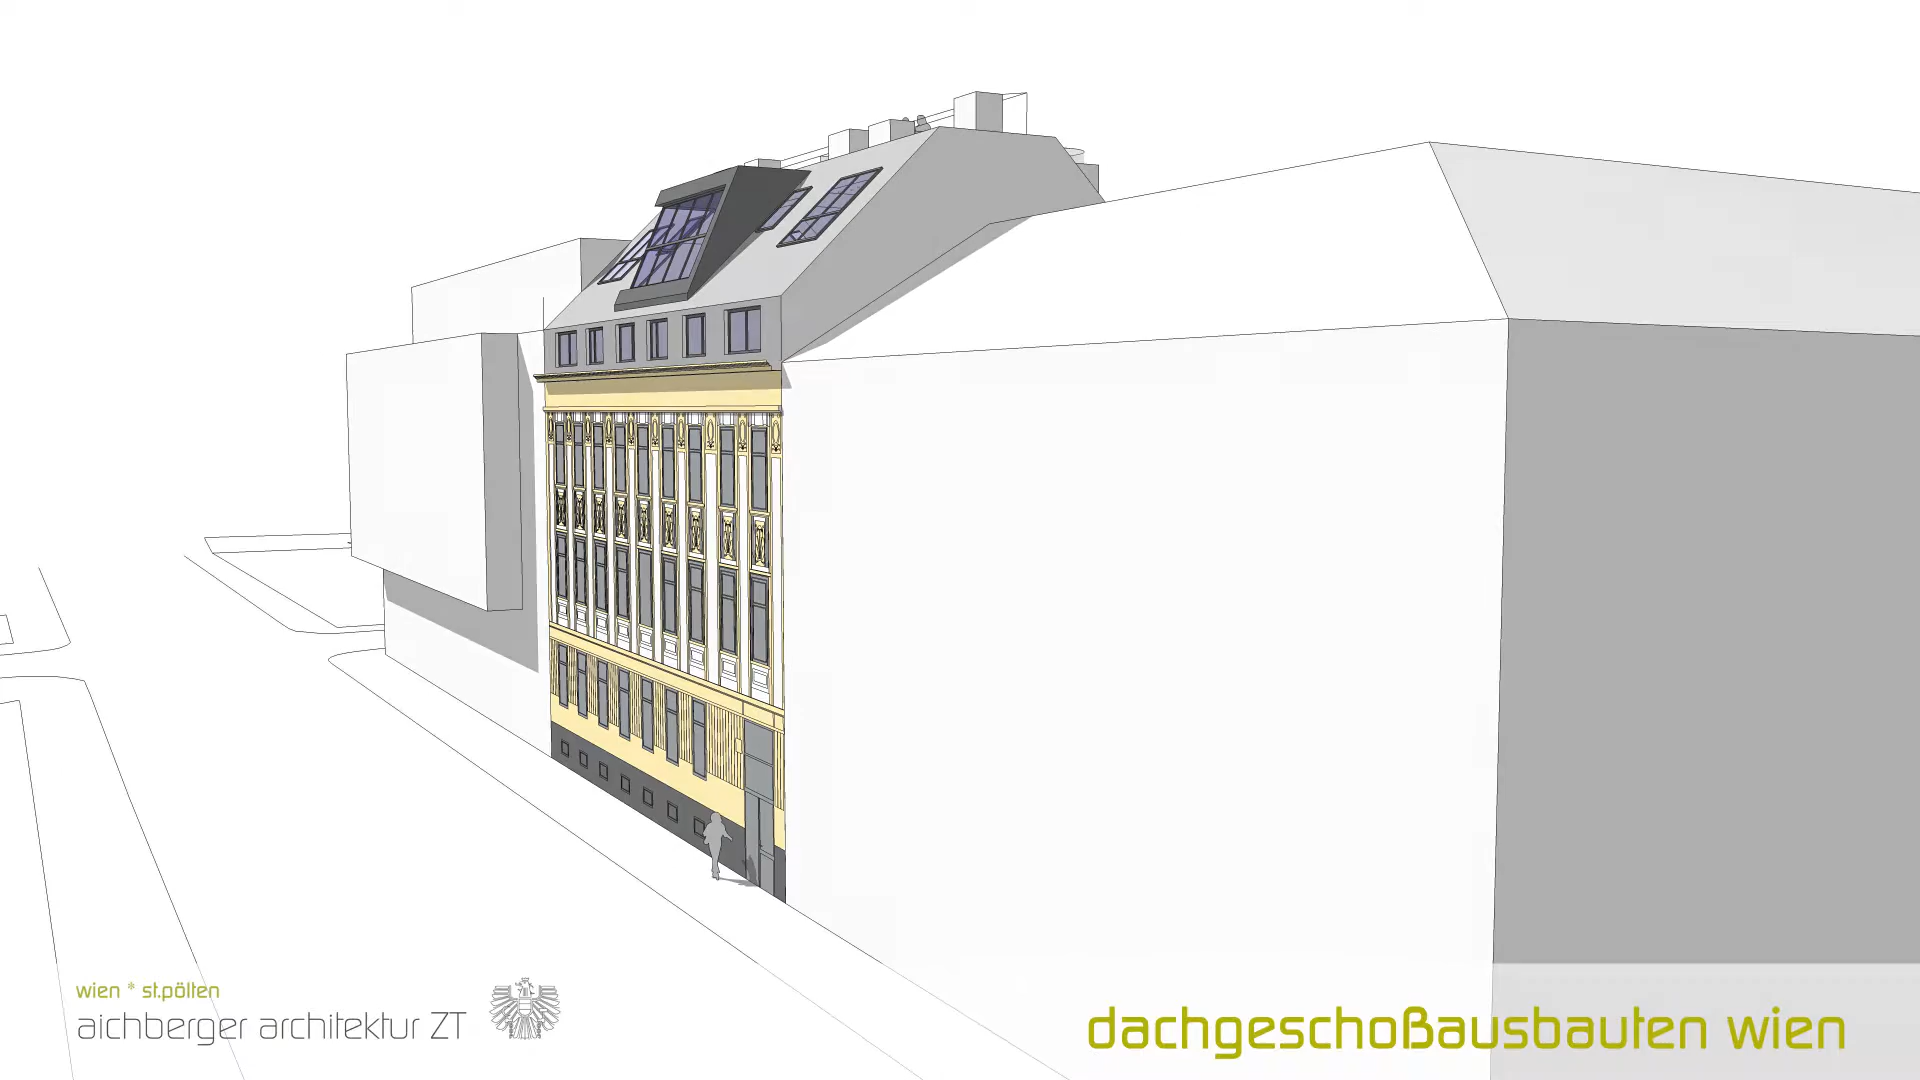 wien * st.pölten
aichberger architektur ZT
dachgeschoßausbauten wien